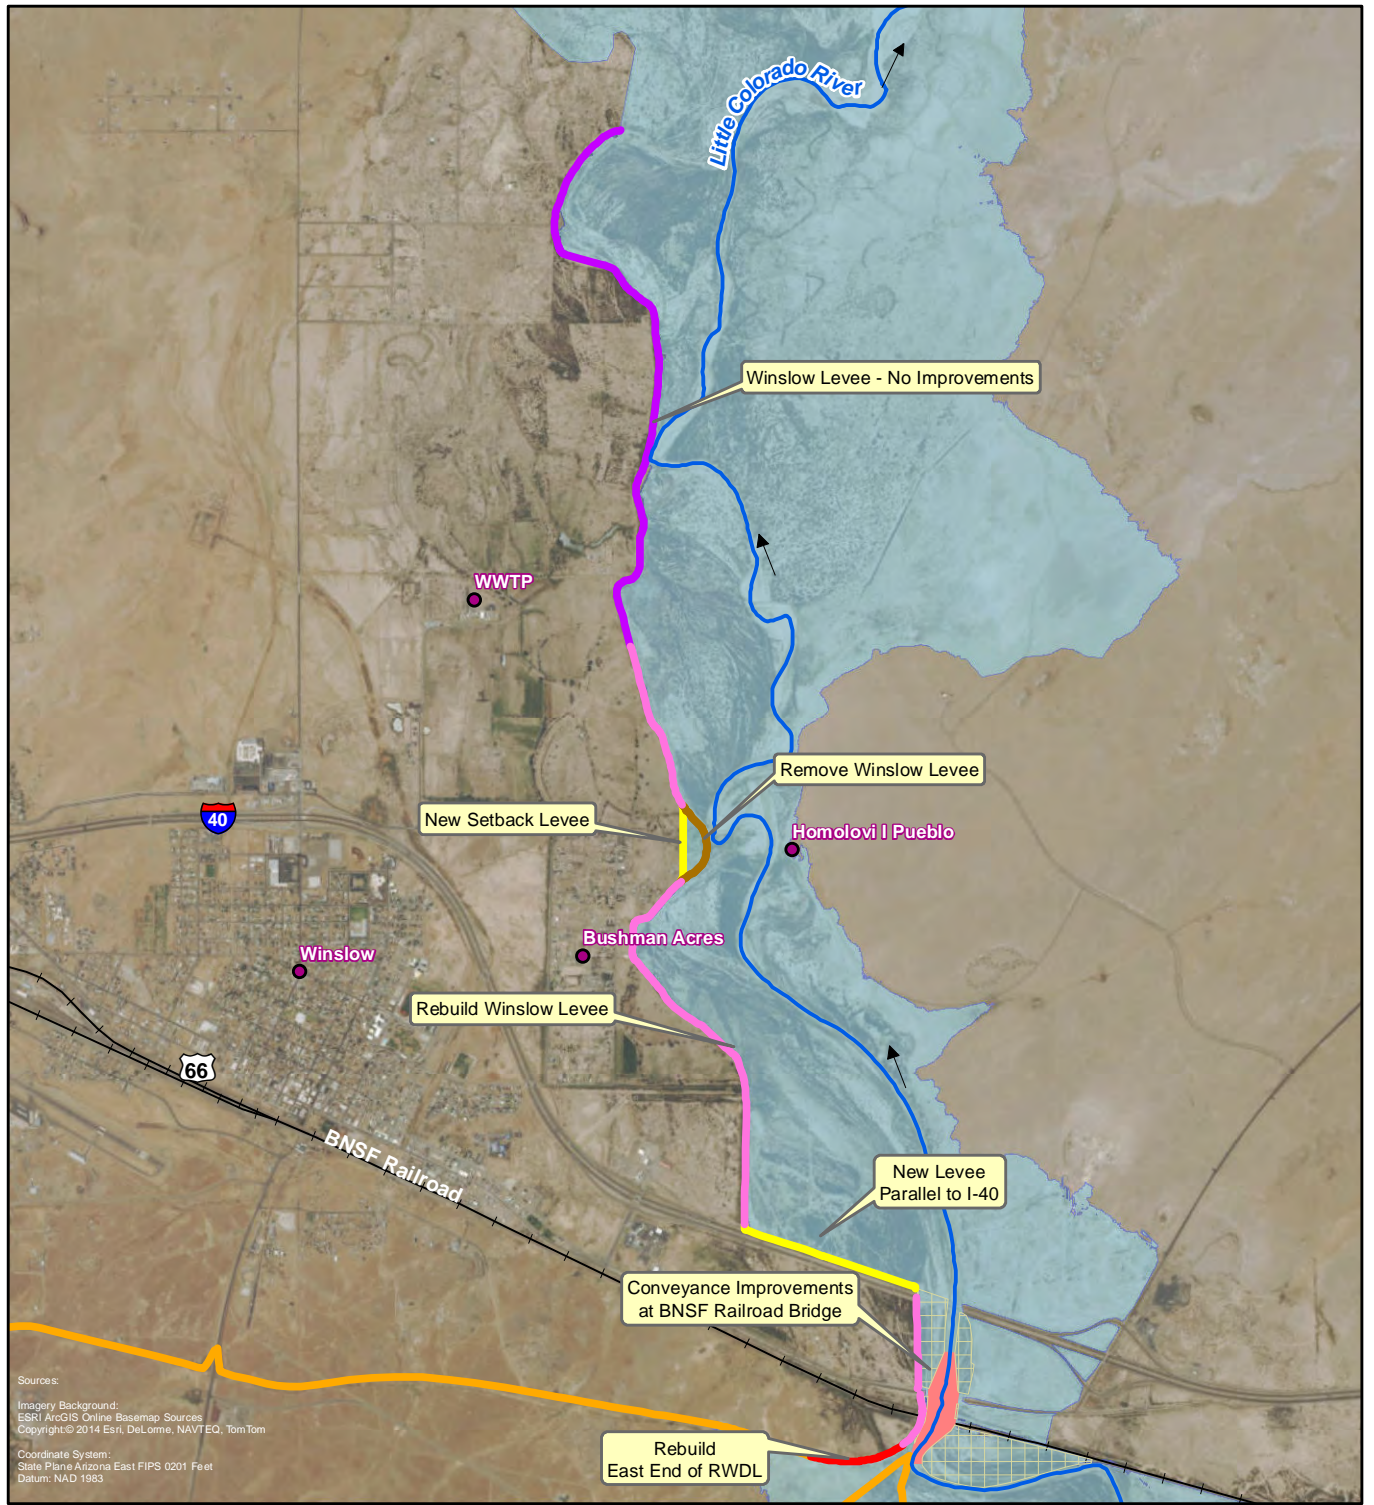 Little Colorado River
Winslow Levee - No Improvements
WWTP
Remove Winslow Levee
New Setback Levee
40
Homolovi I Pueblo
Bushman Acres
Winslow
Rebuild Winslow Levee
66
BNSF Railroad
New Levee
Parallel to I-40
Conveyance Improvements
at BNSF Railroad Bridge
Rebuild
East End of RWDL
Sources:
Imagery Background:
ESRI ArcGIS Online Basemap Sources
Copyright:© 2014 Esri, DeLorme, NAVTEQ, TomTom
Coordinate System:
State Plane Arizona East FIPS 0201 Feet
Datum: NAD 1983